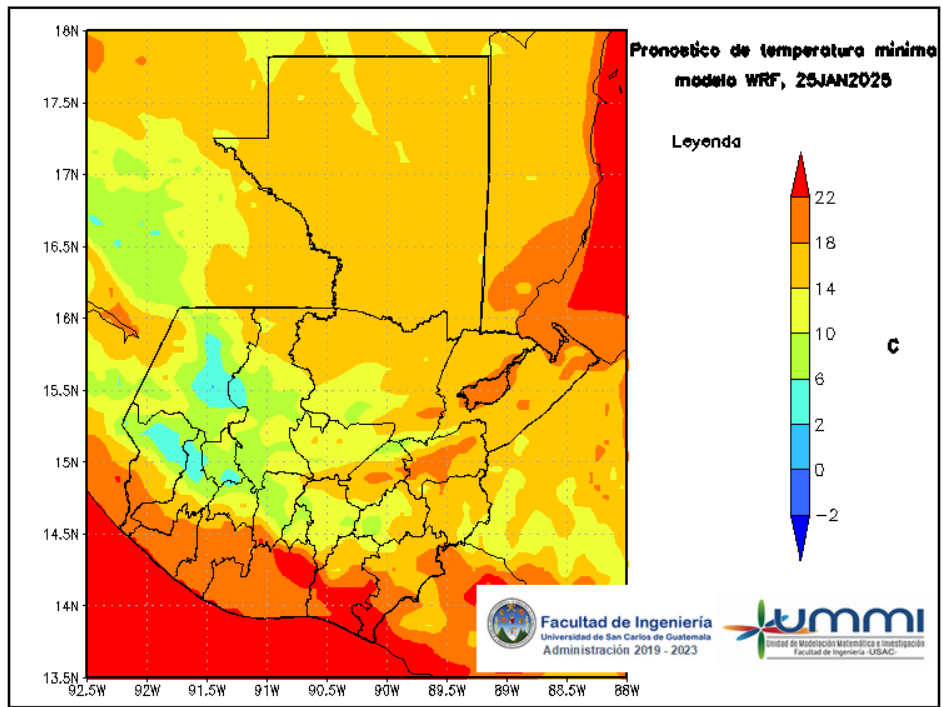 Pronostico de temperatura minima
modelo WRF, 25JAN2025
Leyenda
22
18
14
10
6
2
0
−2
C
18N
17.5N
17N
16.5N
16N
15.5N
15N
14.5N
14N
13.5N
92.5W 92W 91.5W 91W 90.5W 90W 89.5W 89W 88.5W 88W
Facultad de Ingeniería
Universidad de San Carlos de Guatemala
Administración 2019 - 2023
UMMI
Unidad de Modelación Matemática e Investigación
Facultad de Ingeniería -USAC-